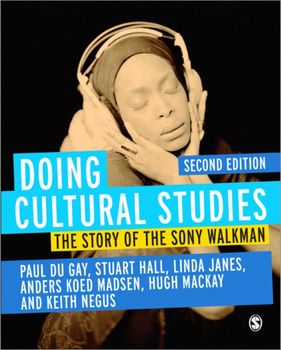 DOING
SECOND EDITION
CULTURAL STUDIES
THE STORY OF THE SONY WALKMAN
PAUL DU GAY, STUART HALL, LINDA JANES,
ANDERS KOED MADSEN, HUGH MACKAY
AND KEITH NEGUS
S